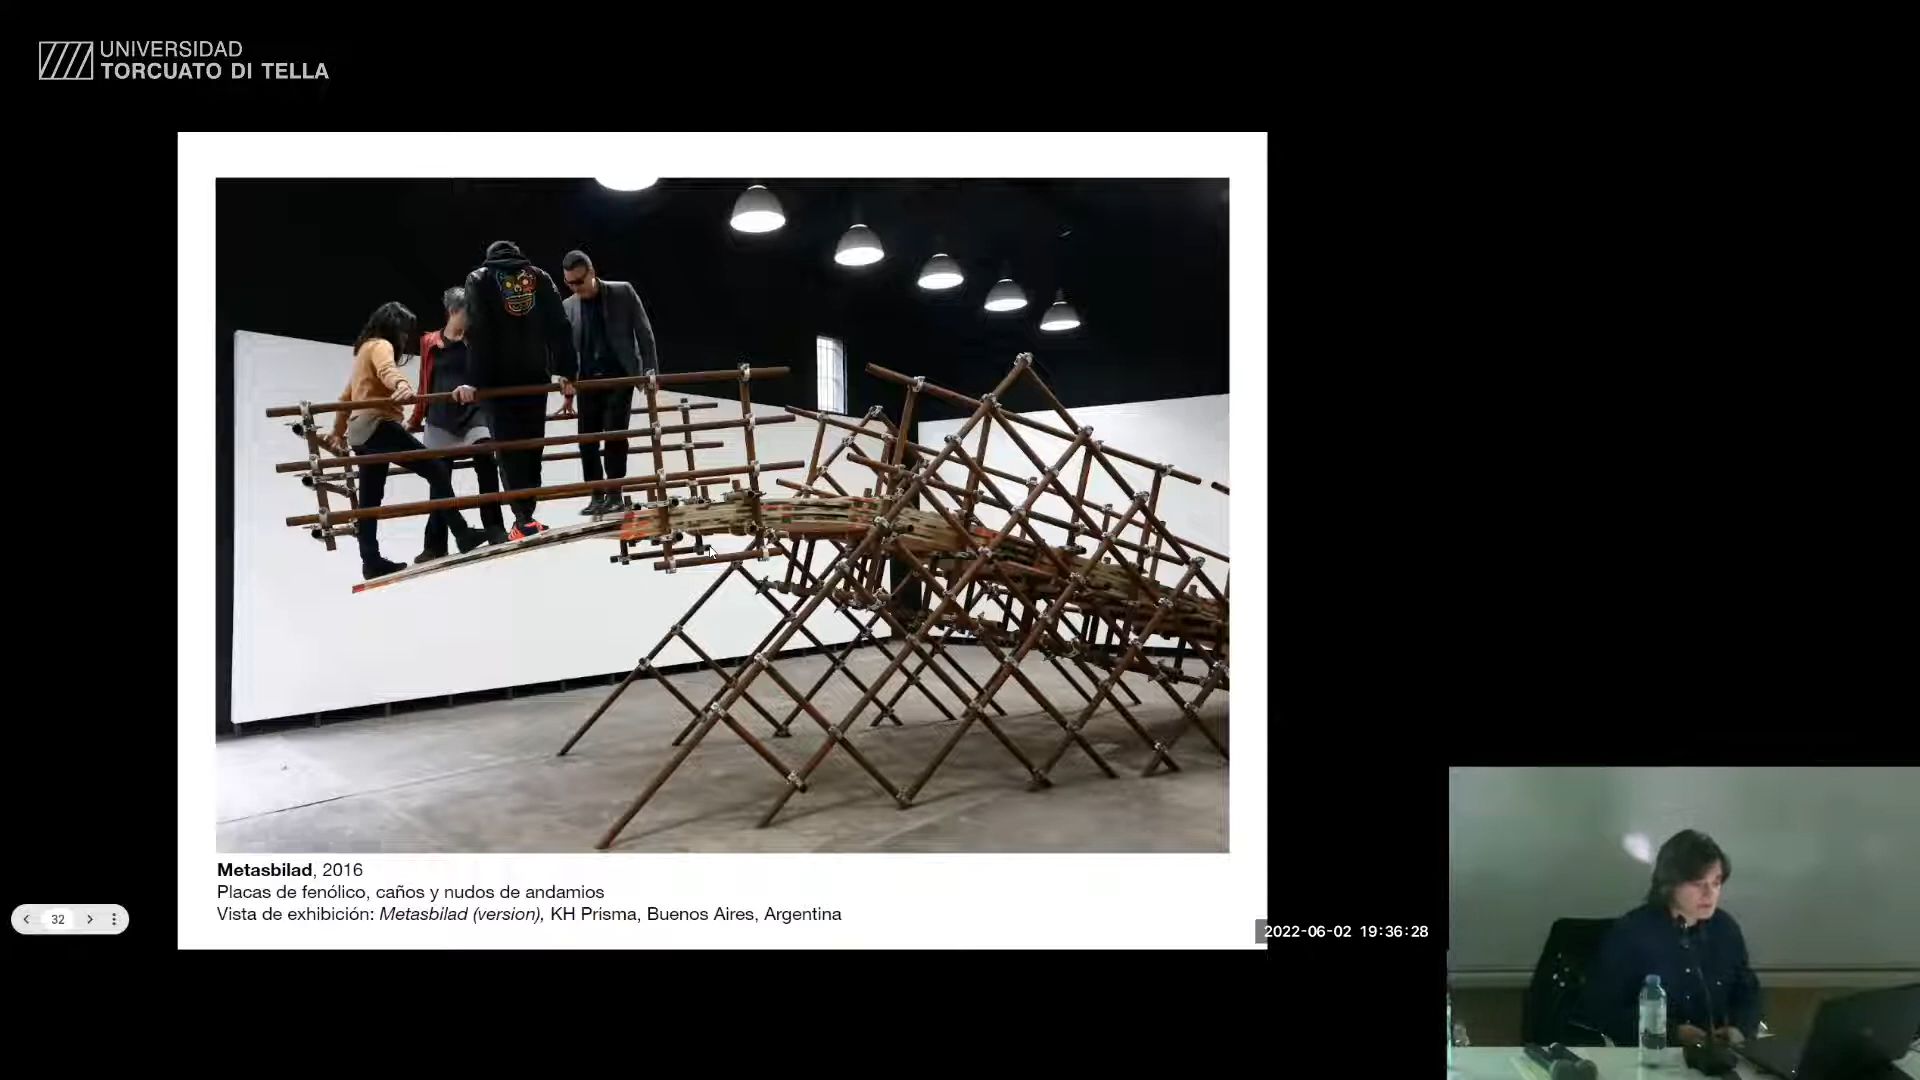 UNIVERSIDAD
TORCUATO DI TELLA
Metasbilad, 2016
Placas de fenólico, caños y nudos de andamios
Vista de exhibición: Metasbilad (version), KH Prisma, Buenos Aires, Argentina
32
2022-06-02 19:36:28